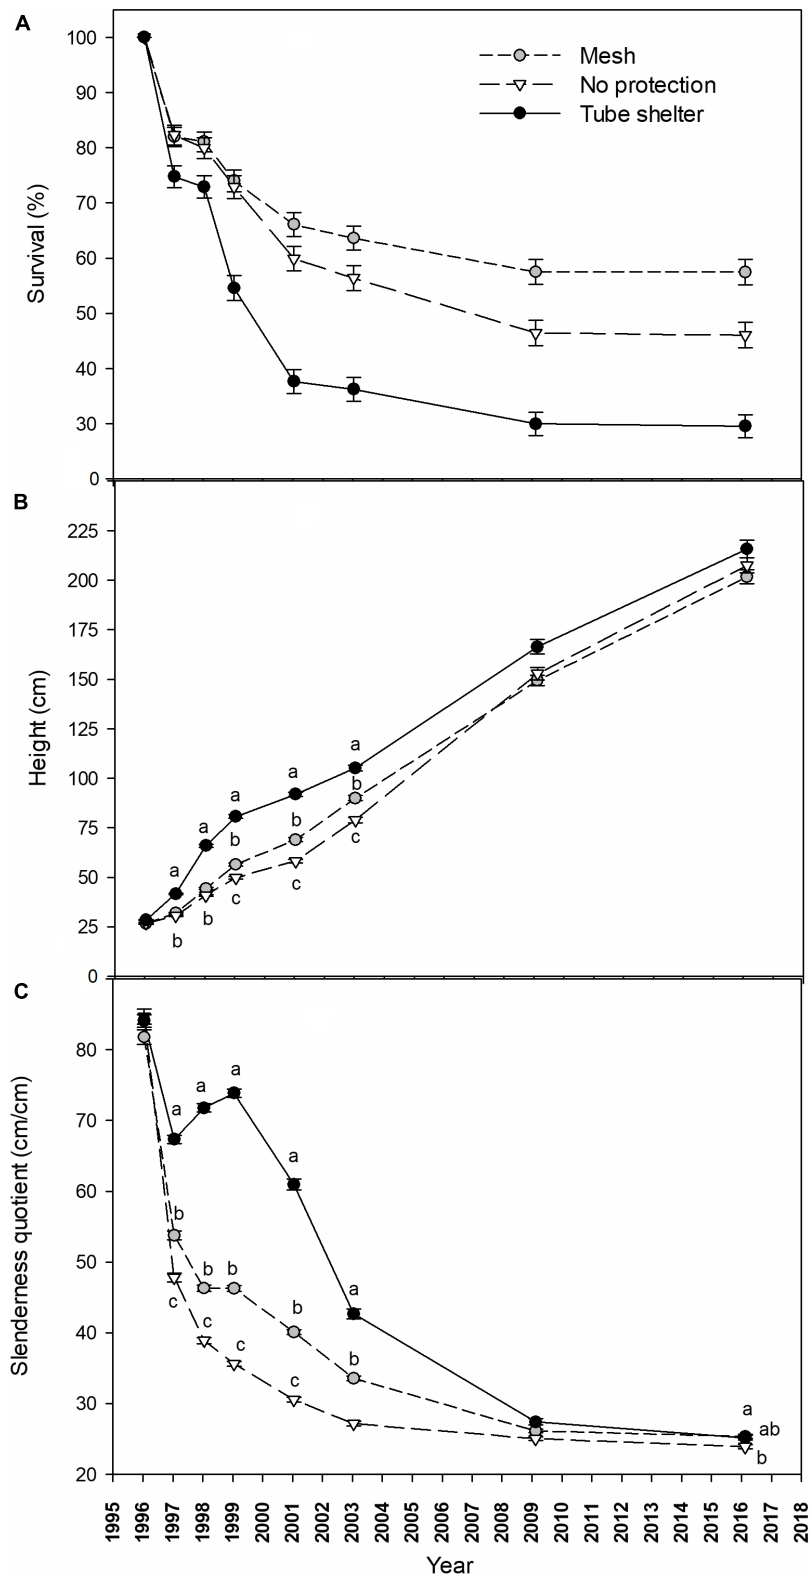 A
Survival (%)
100
90
80
70
60
50
40
30
0
Mesh
No protection
Tube shelter
B
Height (cm)
225
200
175
150
125
100
75
50
25
0
a
a
a
a
a
b
b
b
b
b
c
c
c
C
Slenderness quotient (cm/cm)
80
70
60
50
40
30
20
a
a
a
a
a
a
b
b
b
b
b
c
c
c
c
ab
b
1995 1996 1997 1998 1999 2000 2001 2002 2003 2004 2005 2006 2007 2008 2009 2010 2011 2012 2013 2014 2015 2016 2017 2018
Year